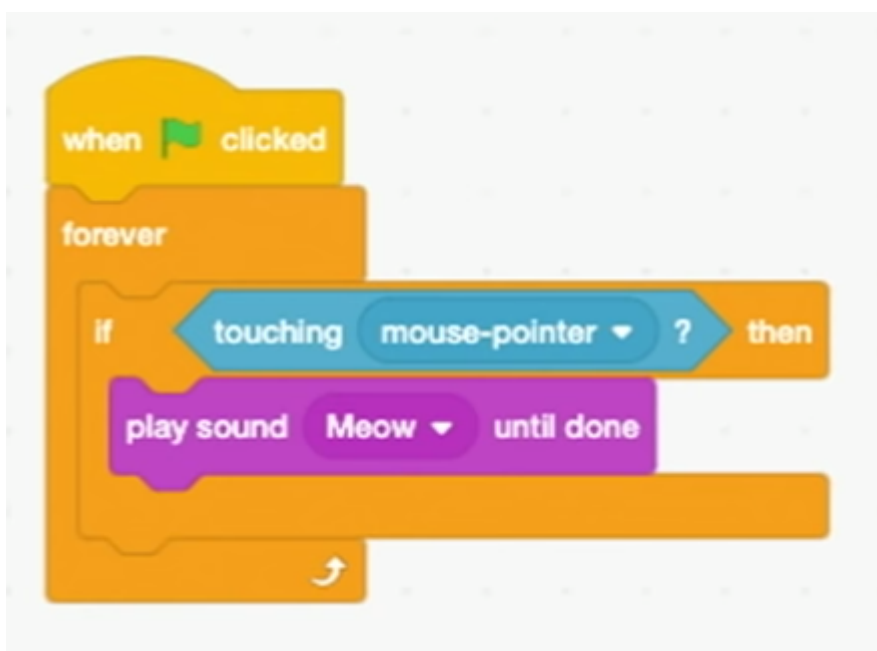 when clicked
forever
if touching mouse-pointer ? then
play sound Meow until done